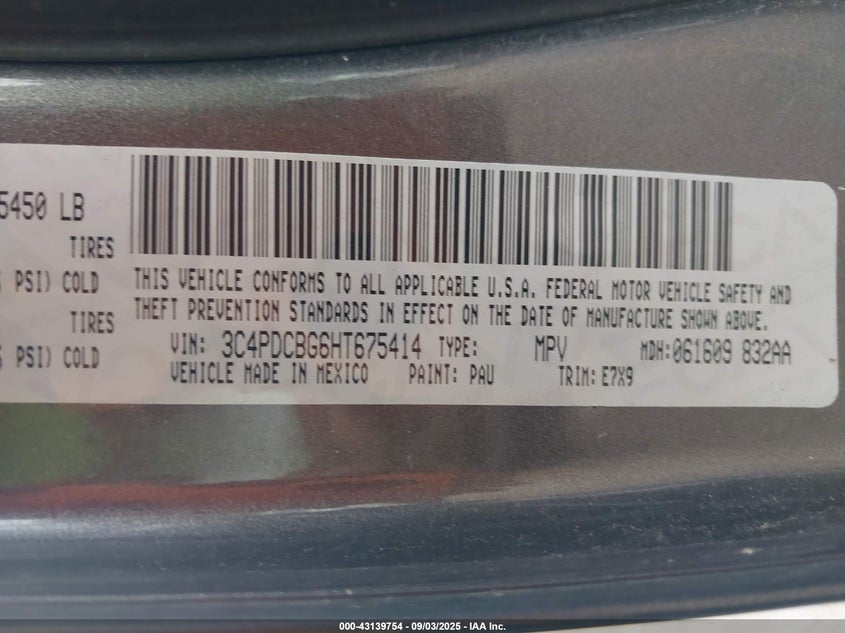 5450 LB
TIRES
PSI) COLD
TIRES
PSI) COLD
THIS VEHICLE CONFORMS TO ALL APPLICABLE U.S.A. FEDERAL MOTOR VEHICLE SAFETY AND
THEFT PREVENTION STANDARDS IN EFFECT ON THE DATE OF MANUFACTURE SHOWN ABOVE.
VIN: 3C4PDCBG6HT675414 TYPE: MPV MDH:061609 832AA
VEHICLE MADE IN MEXICO PAINT: PAU TRIM: E7X9
000-43139754 - 09/03/2025 - IAA Inc.